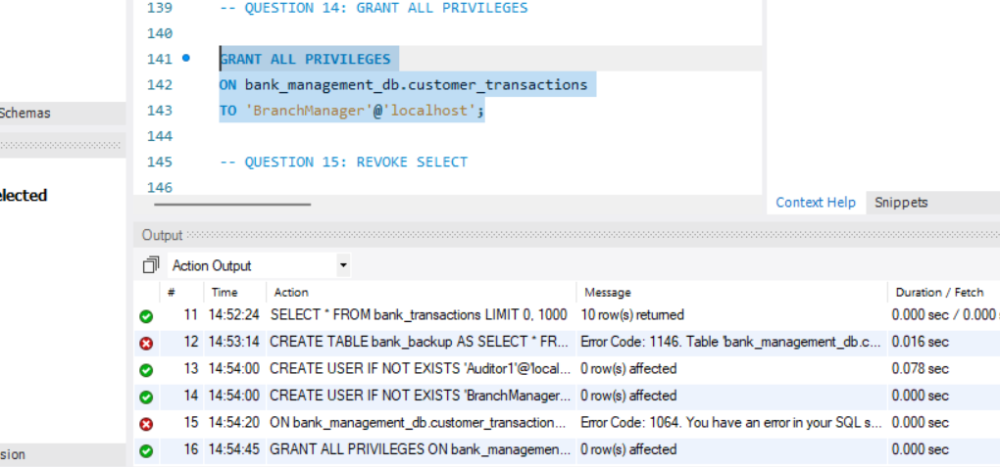 139 -- QUESTION 14: GRANT ALL PRIVILEGES
140
141 GRANT ALL PRIVILEGES
142 ON bank_management_db.customer_transactions
143 TO 'BranchManager'@'localhost';
144
145 -- QUESTION 15: REVOKE SELECT
146
Schemas
elected
sion
Context Help Snippets
Output
Action Output
# Time Action Message Duration / Fetch
11 14:52:24 SELECT * FROM bank_transactions LIMIT 0, 1000 10 row(s) returned 0.000 sec / 0.000
12 14:53:14 CREATE TABLE bank_backup AS SELECT * FR... Error Code: 1146. Table 'bank_management_db.c... 0.016 sec
13 14:54:00 CREATE USER IF NOT EXISTS 'Auditor1'@'local... 0 row(s) affected 0.078 sec
14 14:54:00 CREATE USER IF NOT EXISTS 'BranchManager... 0 row(s) affected 0.000 sec
15 14:54:20 ON bank_management_db.customer_transaction... Error Code: 1064. You have an error in your SQL s... 0.000 sec
16 14:54:45 GRANT ALL PRIVILEGES ON bank_managemen... 0 row(s) affected 0.000 sec